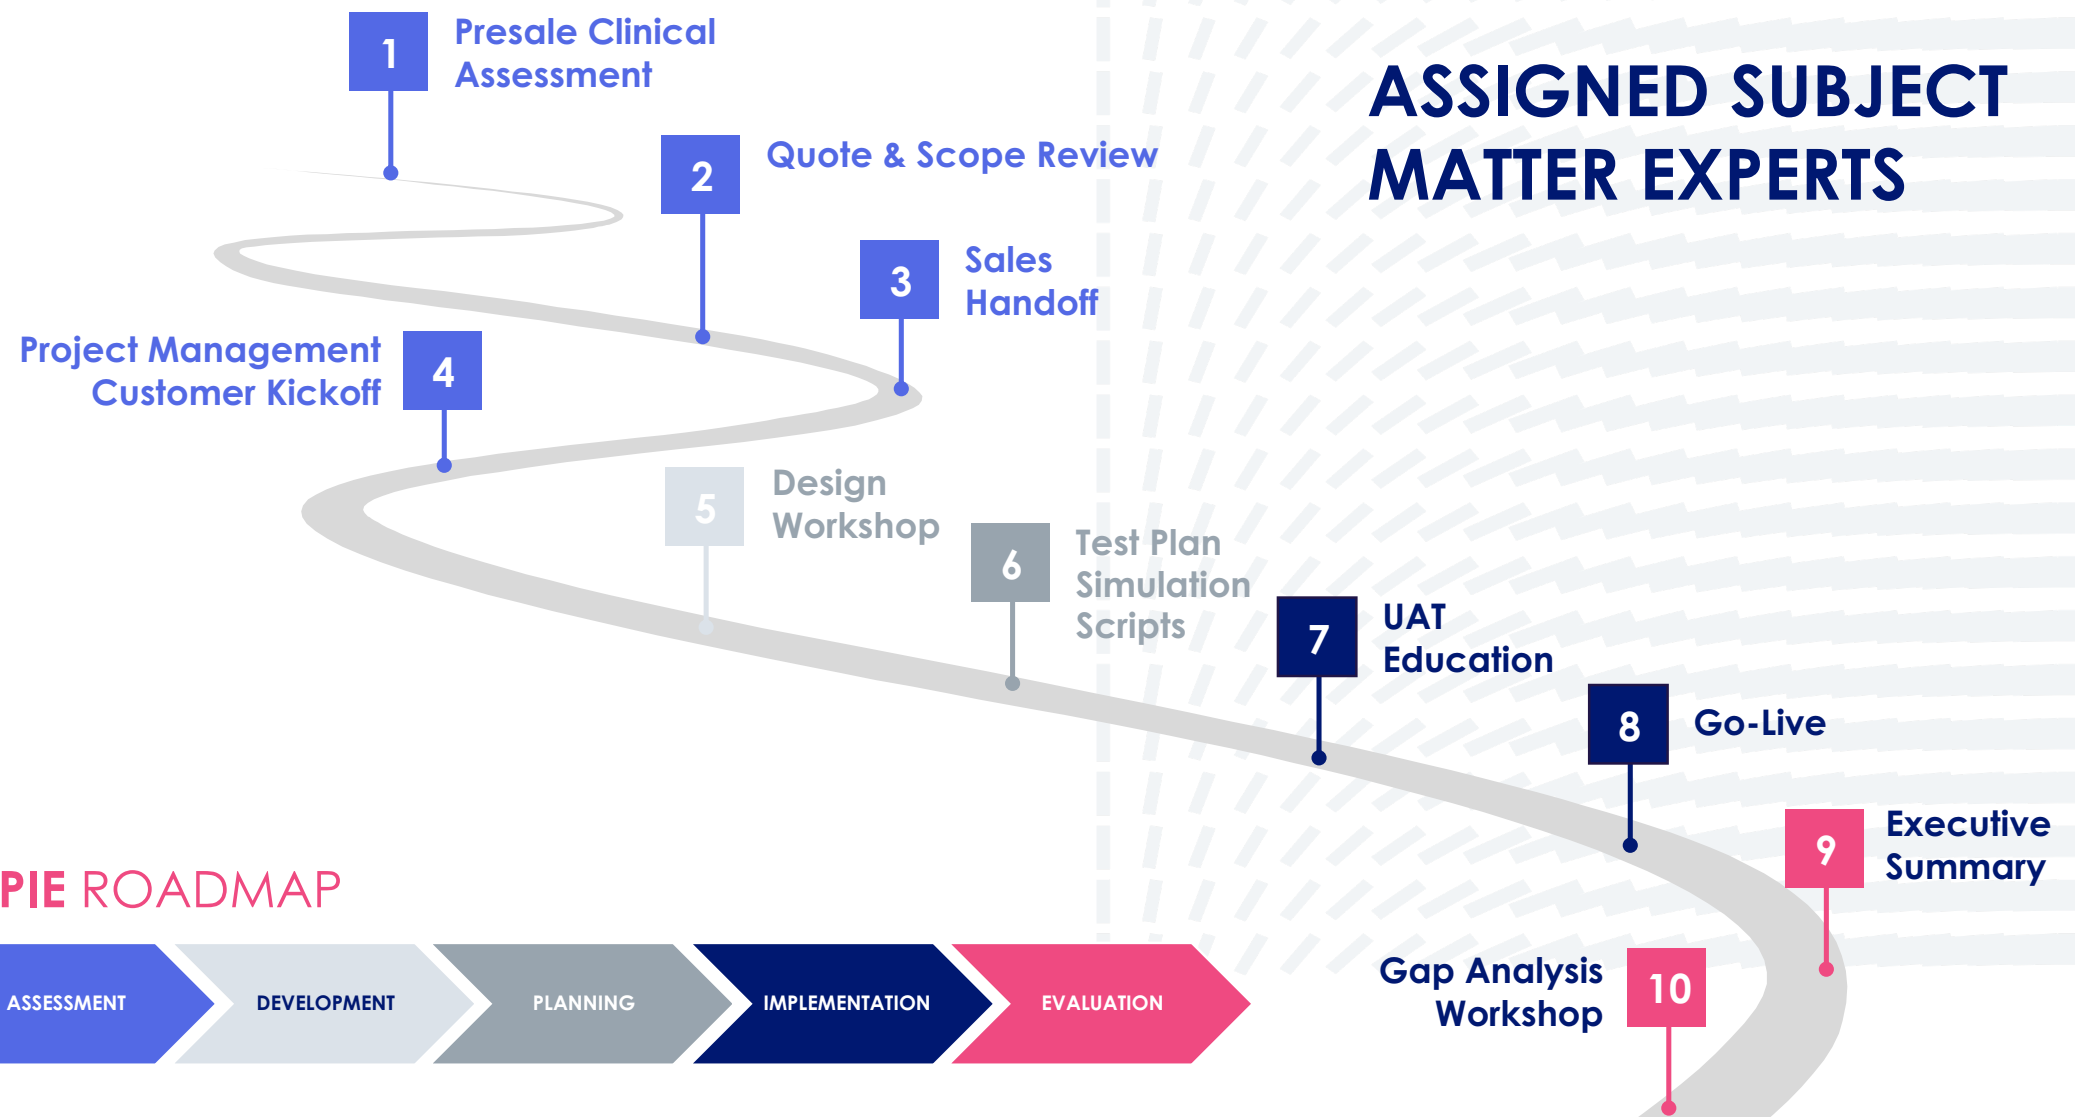 1
Presale Clinical
Assessment
ASSIGNED SUBJECT
MATTER EXPERTS
2
Quote & Scope Review
3
Sales
Handoff
Project Management
Customer Kickoff
4
5
Design
Workshop
6
Test Plan
Simulation
Scripts
7
UAT
Education
8
Go-Live
9
Executive
Summary
Gap Analysis
Workshop
10
PIE ROADMAP
ASSESSMENT
DEVELOPMENT
PLANNING
IMPLEMENTATION
EVALUATION